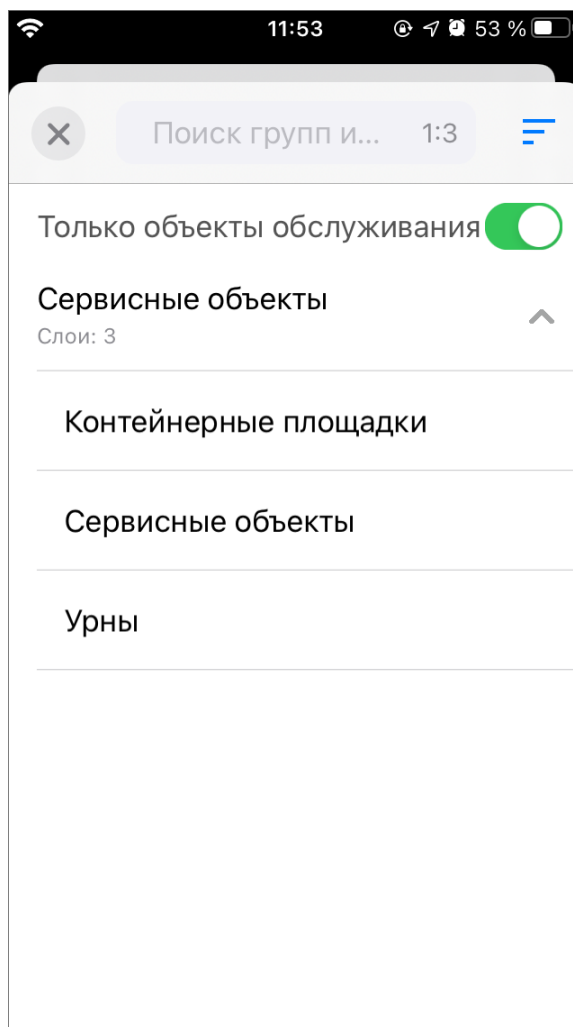 11:53 53 %
Поиск групп и... 1:3
Только объекты обслуживания
Сервисные объекты
Слои: 3
Контейнерные площадки
Сервисные объекты
Урны